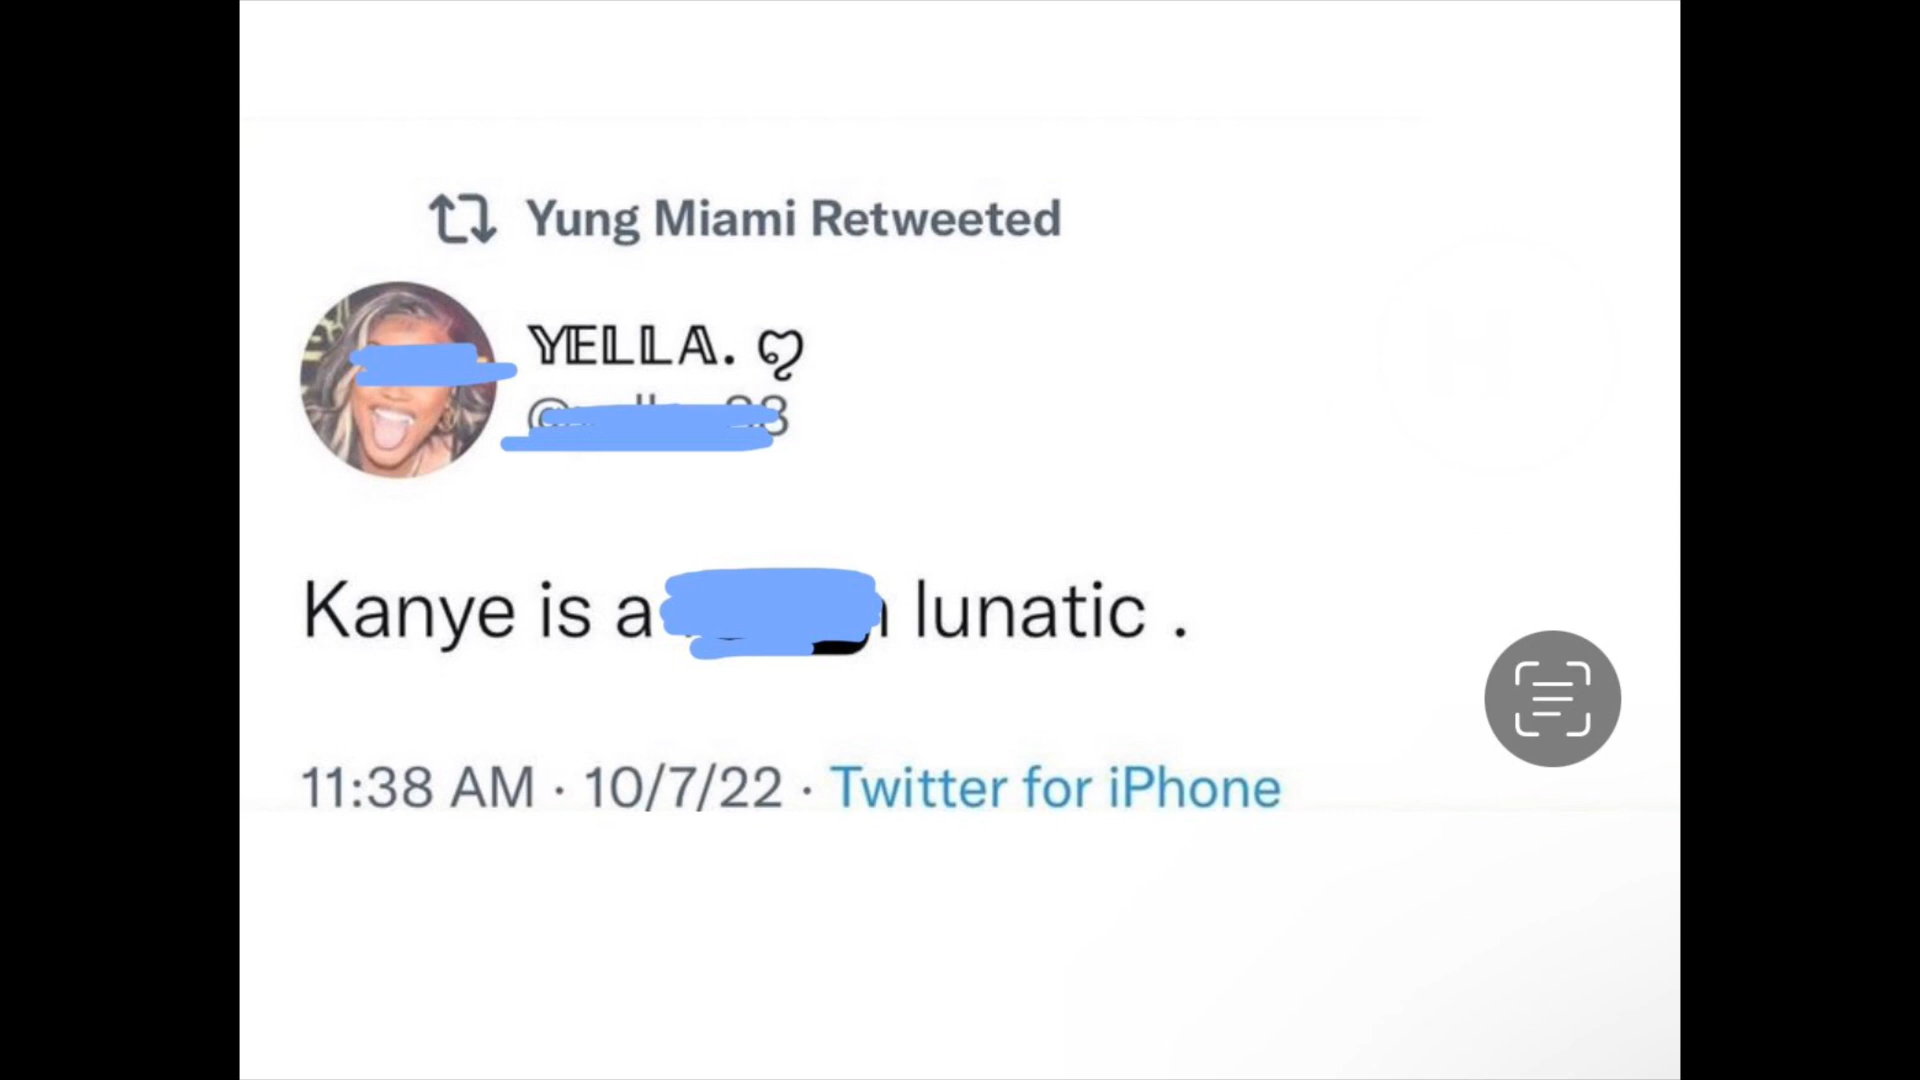 Yung Miami Retweeted
𝕐𝔼𝕃𝕃𝔸. ღ
Kanye is a lunatic .
11:38 AM · 10/7/22 · Twitter for iPhone